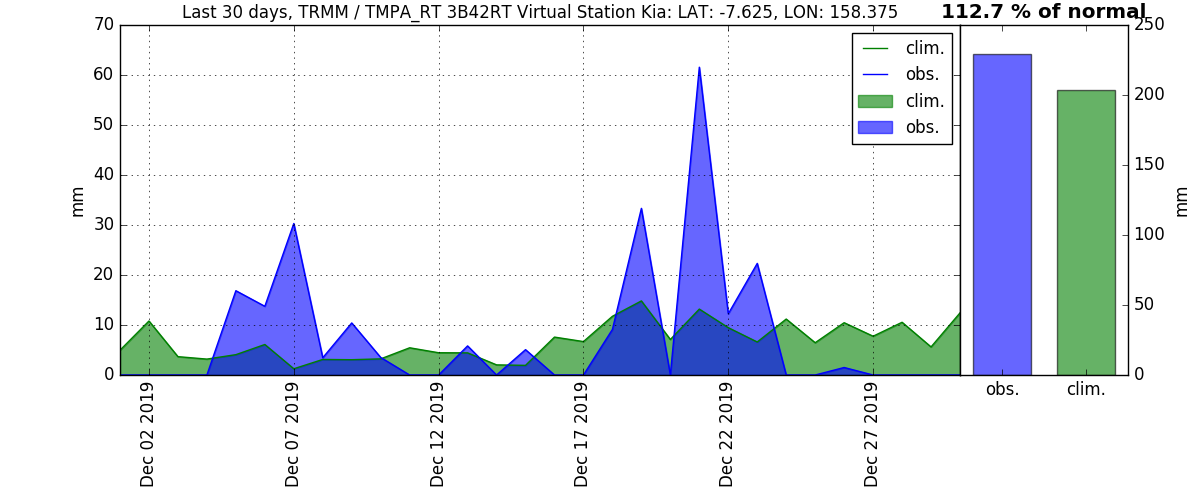 Last 30 days, TRMM / TMPA_RT 3B42RT Virtual Station Kia: LAT: -7.625, LON: 158.375
112.7 % of normal
70
60
50
40
30
20
10
0
mm
clim.
obs.
clim.
obs.
Dec 02 2019
Dec 07 2019
Dec 12 2019
Dec 17 2019
Dec 22 2019
Dec 27 2019
250
200
150
100
50
0
mm
obs.
clim.